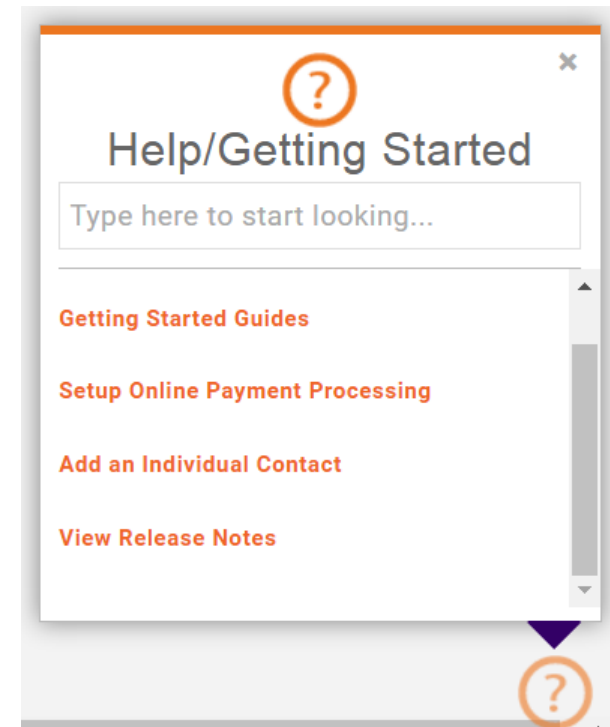 ?
×
Help/Getting Started
Type here to start looking...
Getting Started Guides
Setup Online Payment Processing
Add an Individual Contact
View Release Notes
?